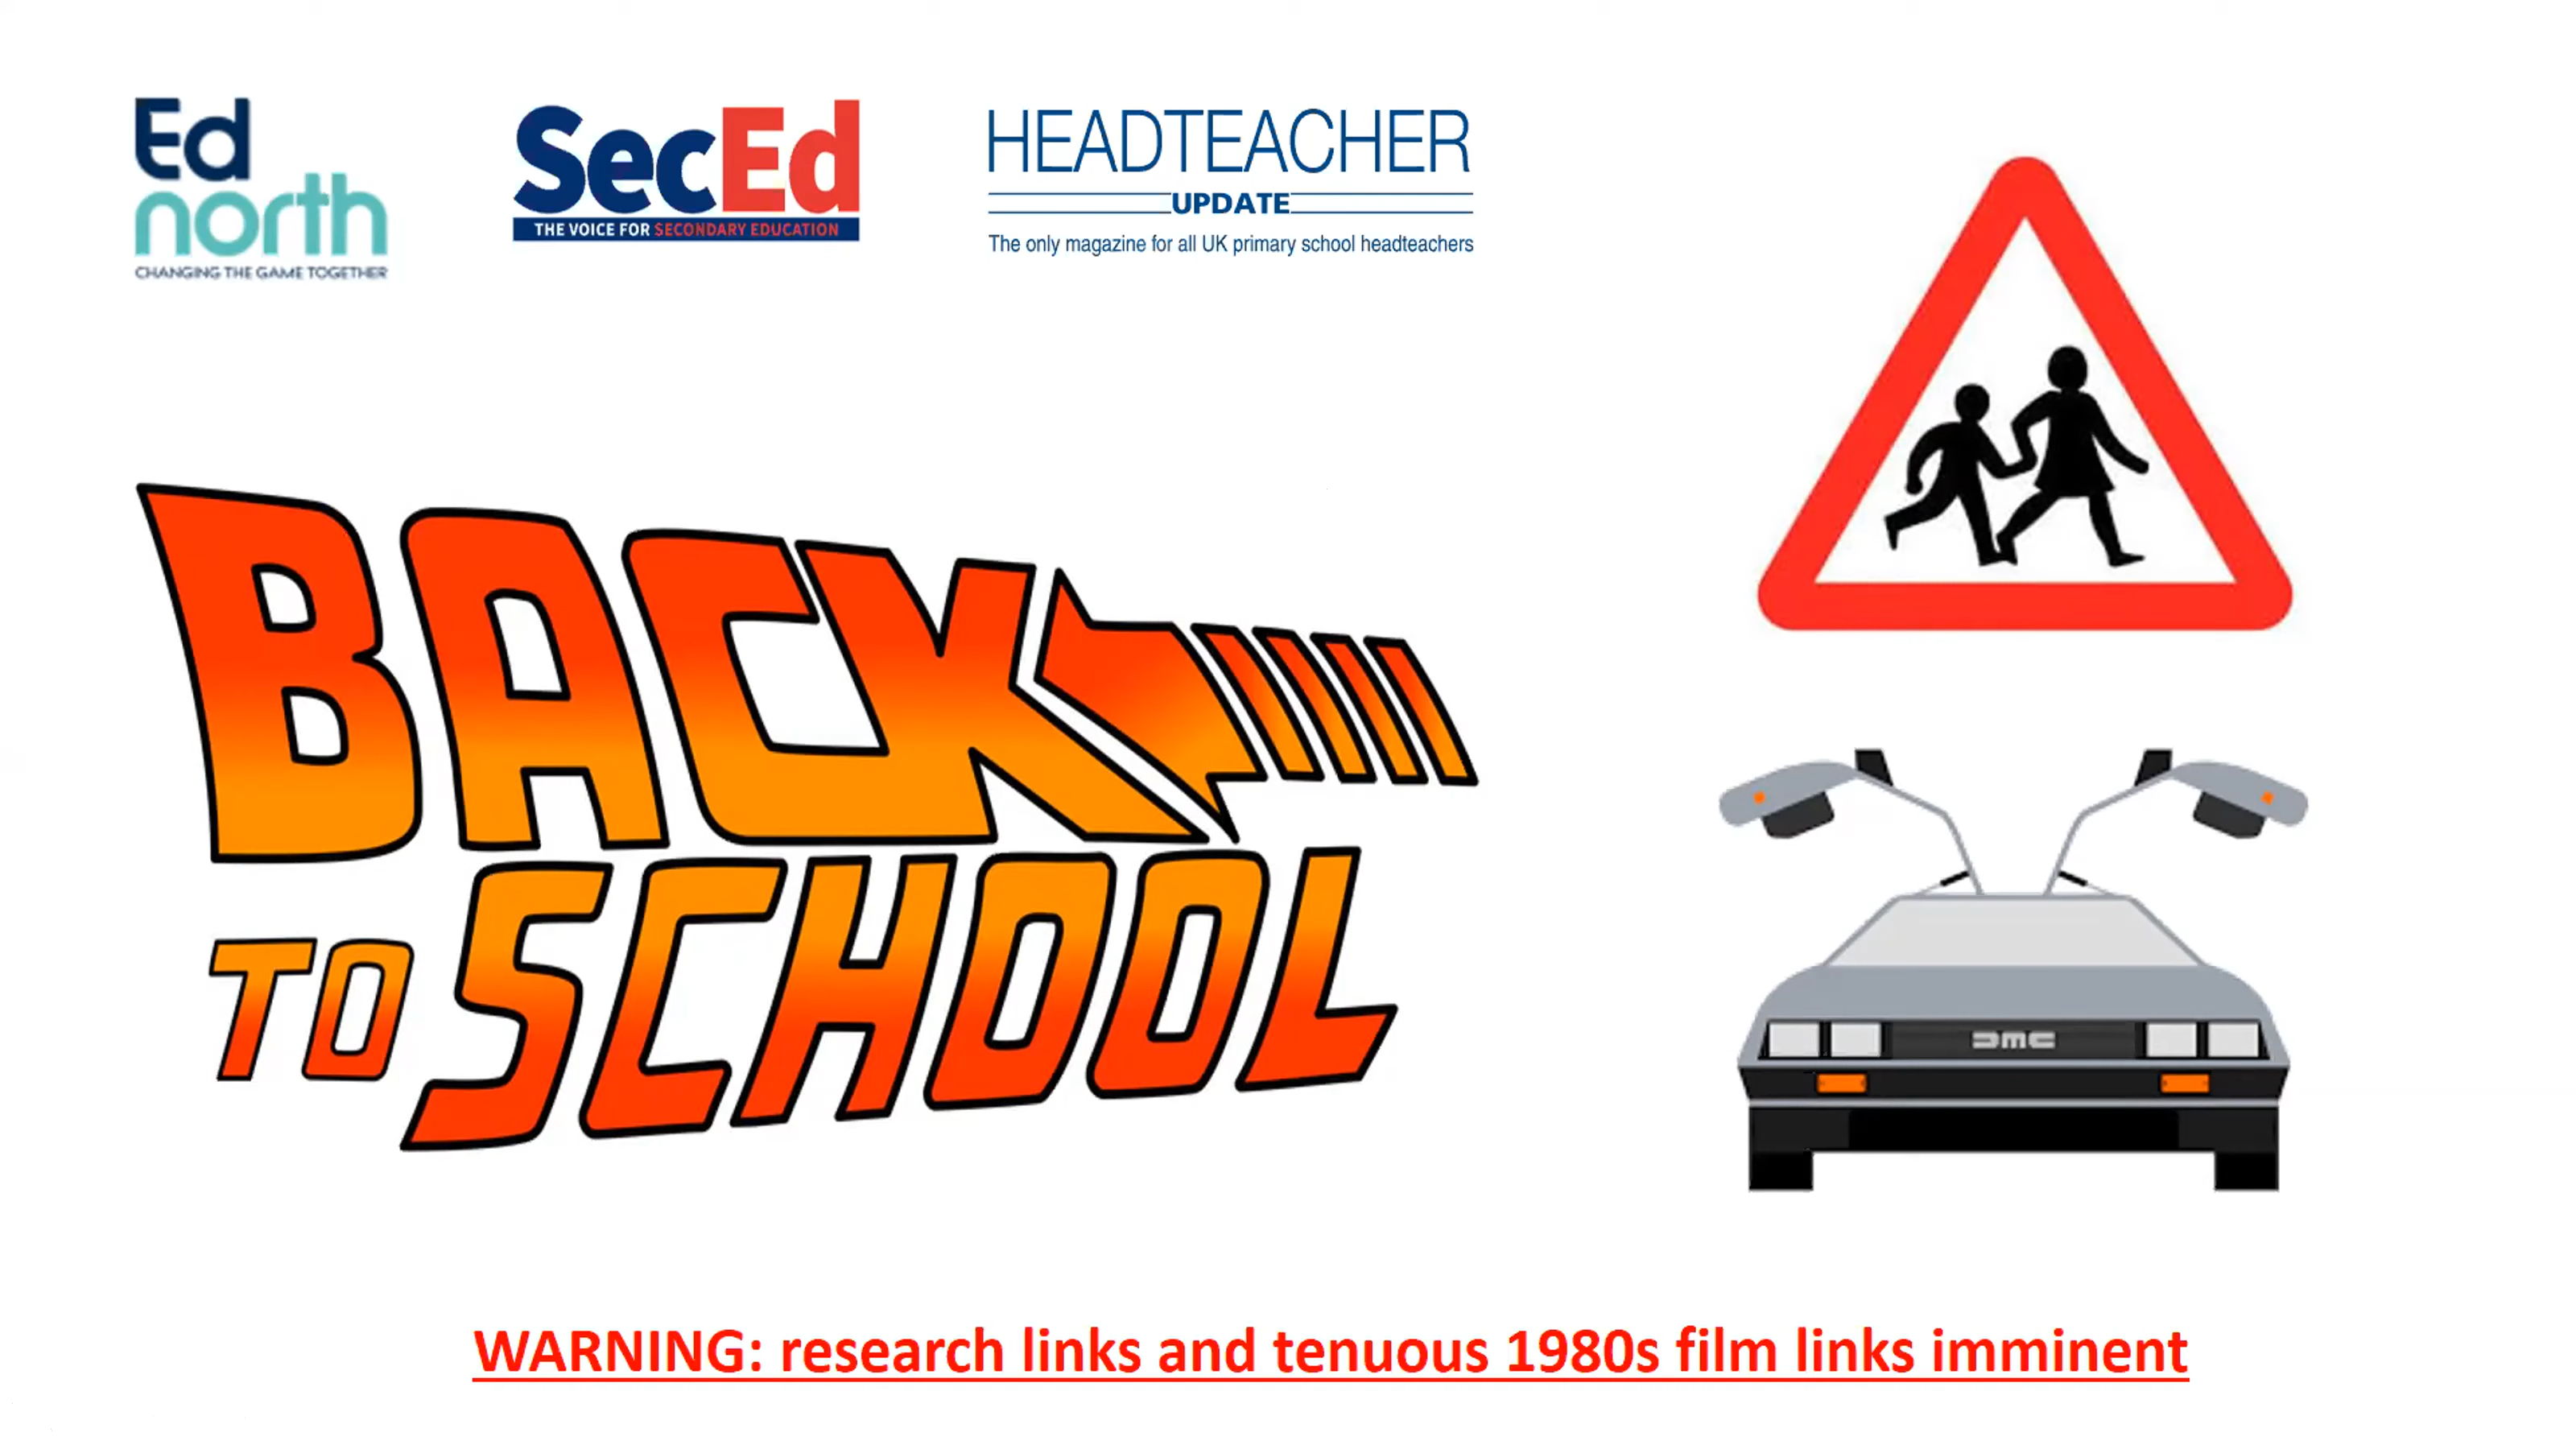 Ed
north
CHANGING THE GAME TOGETHER
SecEd
THE VOICE FOR SECONDARY EDUCATION
HEADTEACHER
UPDATE
The only magazine for all UK primary school headteachers
BACK
TO SCHOOL
DMC
WARNING: research links and tenuous 1980s film links imminent